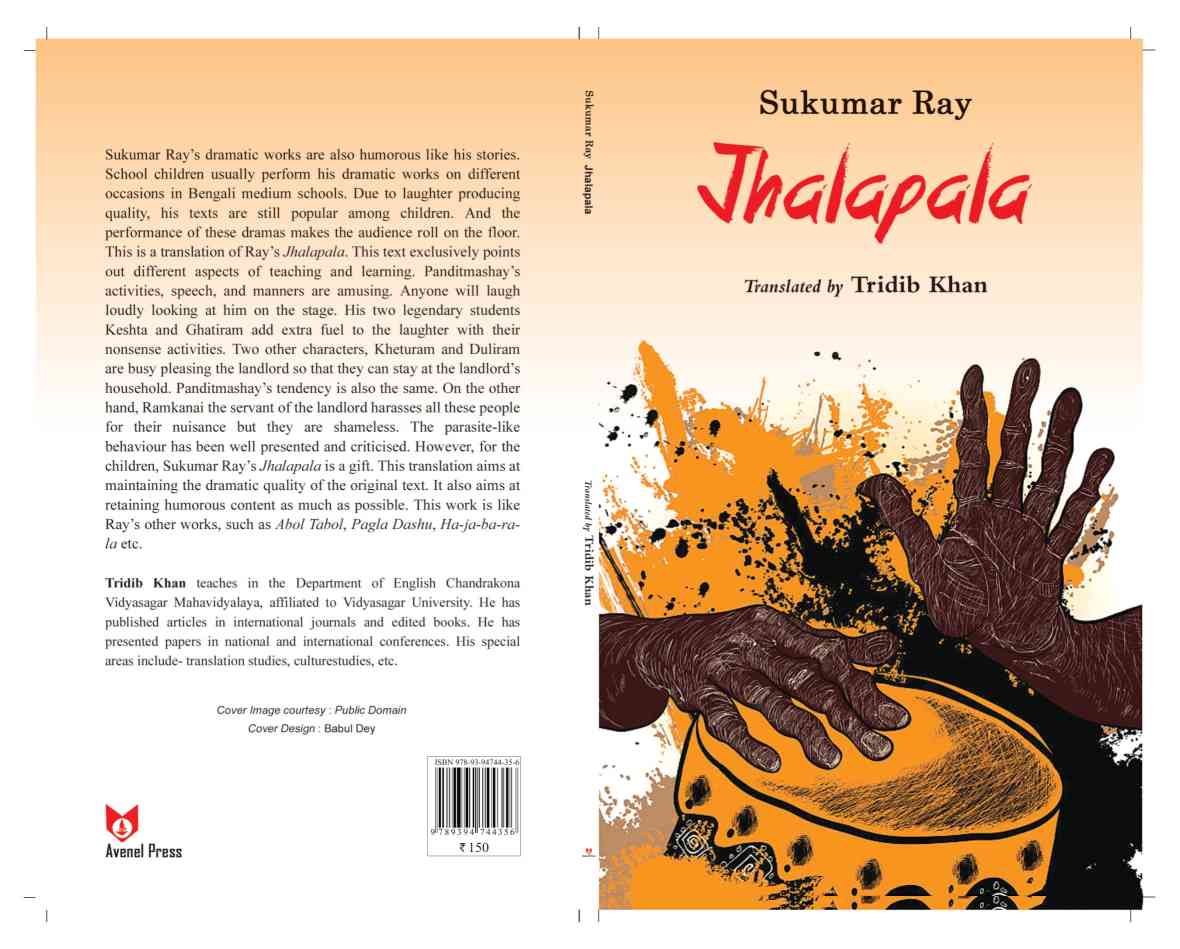 Sukumar Ray's dramatic works are also humorous like his stories.
School children usually perform his dramatic works on different
occasions in Bengali medium schools. Due to laughter producing
quality, his texts are still popular among children. And the
performance of these dramas makes the audience roll on the floor.
This is a translation of Ray's Jhalapala. This text exclusively points
out different aspects of teaching and learning. Panditmashay's
activities, speech, and manners are amusing. Anyone will laugh
loudly looking at him on the stage. His two legendary students
Keshta and Ghatiram add extra fuel to the laughter with their
nonsense activities. Two other characters, Kheturam and Duliram
are busy pleasing the landlord so that they can stay at the landlord's
household. Panditmashay's tendency is also the same. On the other
hand, Ramkanai the servant of the landlord harasses all these people
for their nuisance but they are shameless. The parasite-like
behaviour has been well presented and criticised. However, for the
children, Sukumar Ray's Jhalapala is a gift. This translation aims at
maintaining the dramatic quality of the original text. It also aims at
retaining humorous content as much as possible. This work is like
Ray's other works, such as Abol Tabol, Pagla Dashu, Ha-ja-ba-ra-
la etc.
Tridib Khan teaches in the Department of English Chandrakona
Vidyasagar Mahavidyalaya, affiliated to Vidyasagar University. He has
published articles in international journals and edited books. He has
presented papers in national and international conferences. His special
areas include- translation studies, culturestudies, etc.
Cover Image courtesy : Public Domain
Cover Design : Babul Dey
ISBN 978-93-94744-35-6
9 789394 744356
₹ 150
Avenel Press
Sukumar Ray Jhalapala
Translated by Tridib Khan
Sukumar Ray
Jhalapala
Translated by Tridib Khan